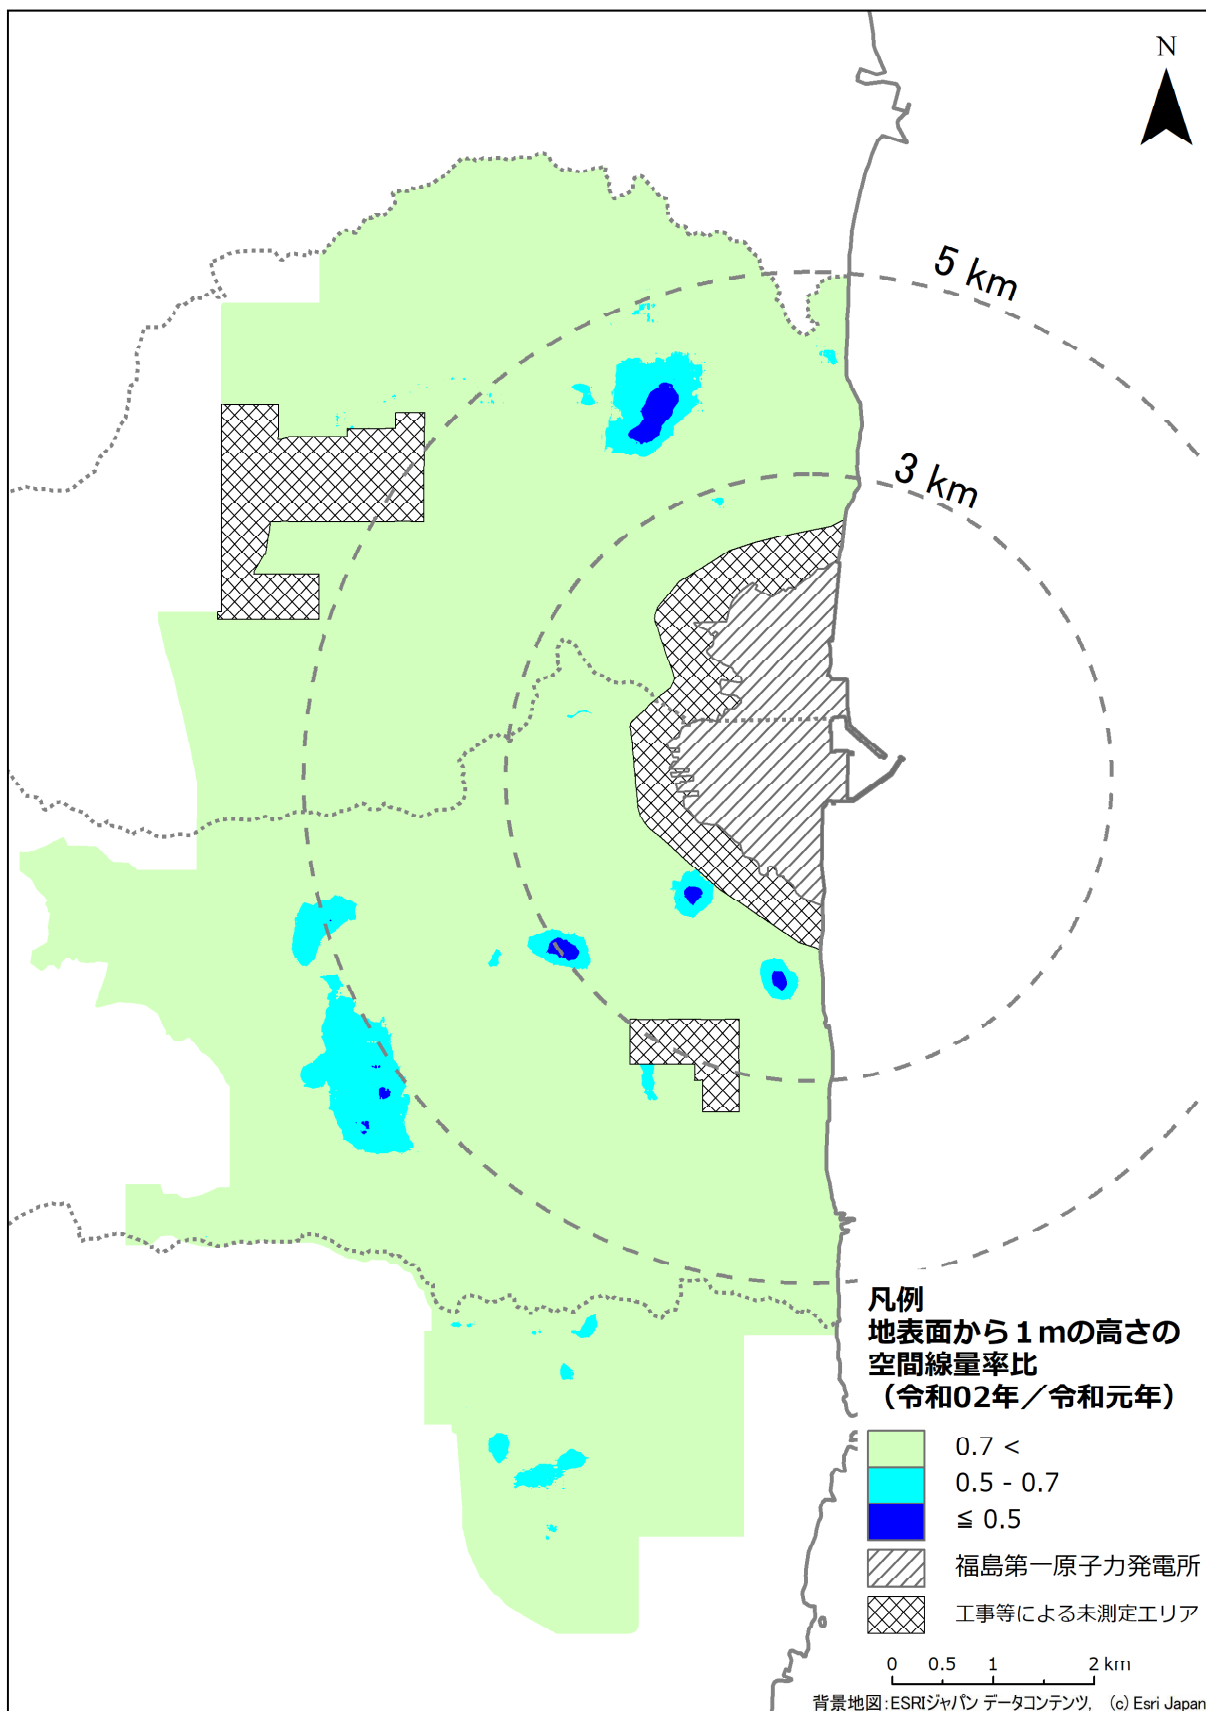 N
5 km
3 km
凡例
地表面から１mの高さの
空間線量率比
（令和02年／令和元年）
0.7 <
0.5 - 0.7
≦ 0.5
福島第一原子力発電所
工事等による未測定エリア
0 0.5 1 2 km
背景地図:ESRIジャパン データコンテンツ, (c) Esri Japan